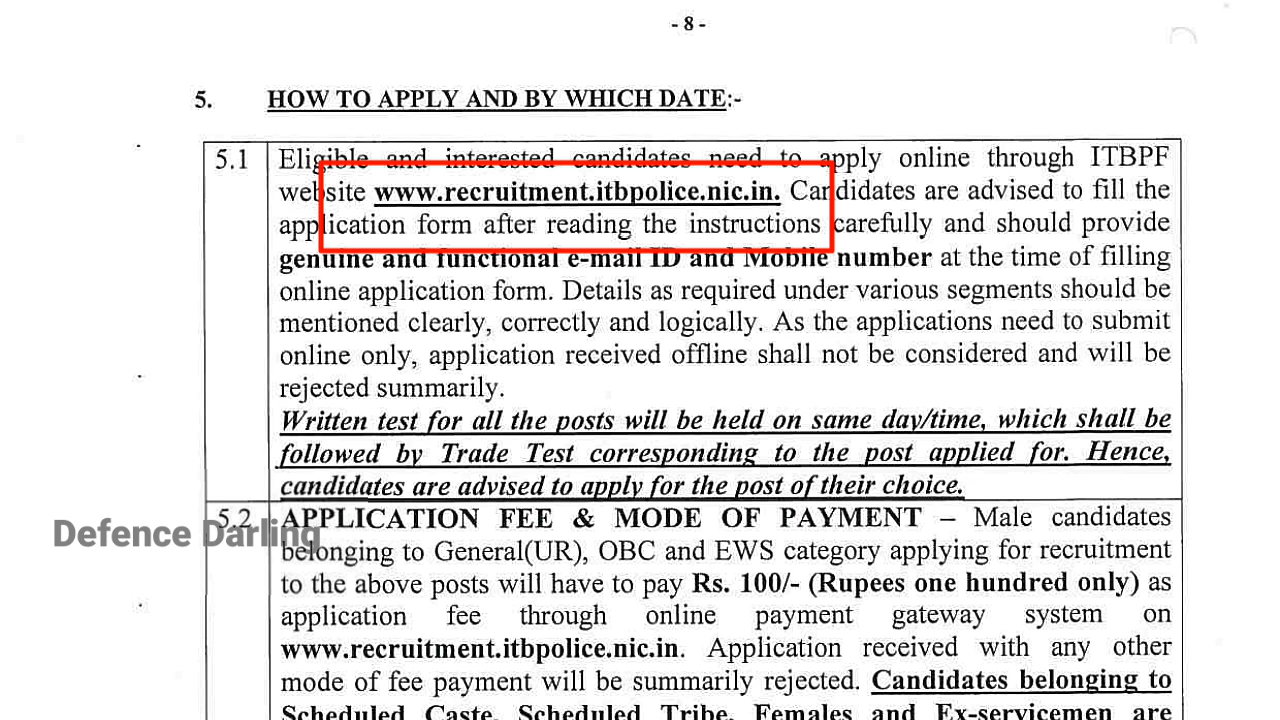 - 8 -
5. HOW TO APPLY AND BY WHICH DATE:-
5.1 Eligible and interested candidates need to apply online through ITBPF
website www.recruitment.itbpolice.nic.in. Candidates are advised to fill the
application form after reading the instructions carefully and should provide
genuine and functional e-mail ID and Mobile number at the time of filling
online application form. Details as required under various segments should be
mentioned clearly, correctly and logically. As the applications need to submit
online only, application received offline shall not be considered and will be
rejected summarily.
Written test for all the posts will be held on same day/time, which shall be
followed by Trade Test corresponding to the post applied for. Hence,
candidates are advised to apply for the post of their choice.
5.2 APPLICATION FEE & MODE OF PAYMENT – Male candidates
Defence Darling
belonging to General(UR), OBC and EWS category applying for recruitment
to the above posts will have to pay Rs. 100/- (Rupees one hundred only) as
application fee through online payment gateway system on
www.recruitment.itbpolice.nic.in. Application received with any other
mode of fee payment will be summarily rejected. Candidates belonging to
Scheduled Caste, Scheduled Tribe, Females and Ex-servicemen are